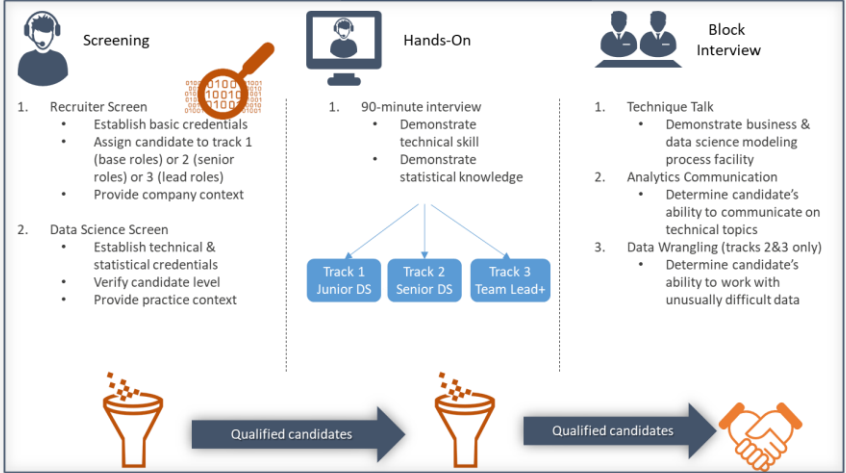 Screening
1. Recruiter Screen
• Establish basic credentials
• Assign candidate to track 1
(base roles) or 2 (senior
roles) or 3 (lead roles)
• Provide company context
2. Data Science Screen
• Establish technical &
statistical credentials
• Verify candidate level
• Provide practice context
Hands-On
1. 90-minute interview
• Demonstrate
technical skill
• Demonstrate
statistical knowledge
Track 1
Junior DS
Track 2
Senior DS
Track 3
Team Lead+
Block
Interview
1. Technique Talk
• Demonstrate business &
data science modeling
process facility
2. Analytics Communication
• Determine candidate's
ability to communicate on
technical topics
3. Data Wrangling (tracks 2&3 only)
• Determine candidate's
ability to work with
unusually difficult data
Qualified candidates
Qualified candidates